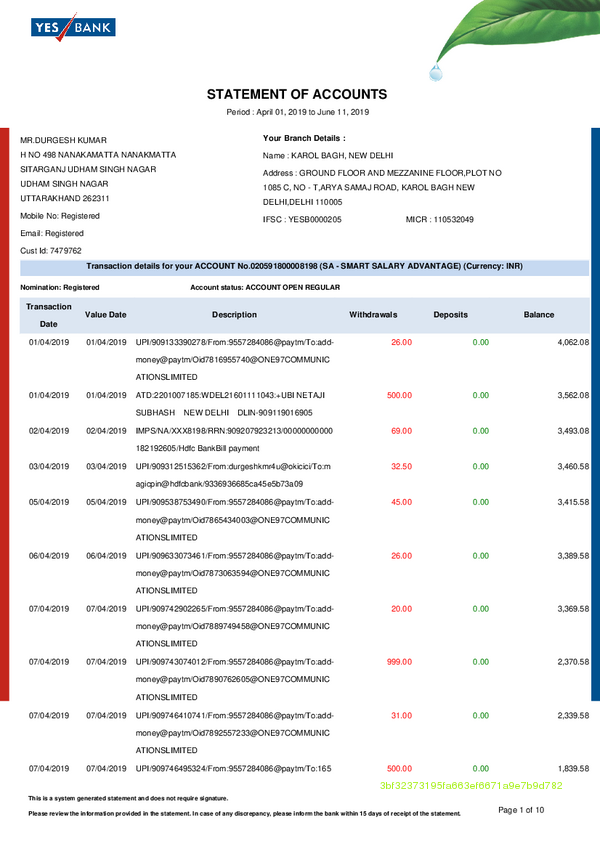 YES BANK
STATEMENT OF ACCOUNTS
Period : April 01, 2019 to June 11, 2019
MR.DURGESH KUMAR
H NO 498 NANAKAMATTA NANAKMATTA
SITARGANJ UDHAM SINGH NAGAR
UDHAM SINGH NAGAR
UTTARAKHAND 262311
Mobile No: Registered
Email: Registered
Cust Id: 7479762
Your Branch Details :
Name : KAROL BAGH, NEW DELHI
Address : GROUND FLOOR AND MEZZANINE FLOOR,PLOT NO
1085 C, NO - T,ARYA SAMAJ ROAD, KAROL BAGH NEW
DELHI,DELHI 110005
IFSC : YESB0000205 MICR : 110532049
Transaction details for your ACCOUNT No.020591800008198 (SA - SMART SALARY ADVANTAGE) (Currency: INR)
Nomination: Registered Account status: ACCOUNT OPEN REGULAR
Transaction Date Value Date Description Withdrawals Deposits Balance
01/04/2019 01/04/2019 UPI/909133390278/From:9557284086@paytm/To:add- 26.00 0.00 4,062.08
money@paytm/Oid7816955740@ONE97COMMUNIC
ATIONSLIMITED
01/04/2019 01/04/2019 ATD:2201007185:WDEL21601111043:+UBI NETAJI 500.00 0.00 3,562.08
SUBHASH NEW DELHI DLIN-909119016905
02/04/2019 02/04/2019 IMPS/NA/XXX8198/RRN:909207923213/00000000000 69.00 0.00 3,493.08
182192605/Hdfc BankBill payment
03/04/2019 03/04/2019 UPI/909312515362/From:durgeshkmr4u@okicici/To:m 32.50 0.00 3,460.58
agicpin@hdfcbank/9336936685ca45e5b73a09
05/04/2019 05/04/2019 UPI/909538753490/From:9557284086@paytm/To:add- 45.00 0.00 3,415.58
money@paytm/Oid7865434003@ONE97COMMUNIC
ATIONSLIMITED
06/04/2019 06/04/2019 UPI/909633073461/From:9557284086@paytm/To:add- 26.00 0.00 3,389.58
money@paytm/Oid7873063594@ONE97COMMUNIC
ATIONSLIMITED
07/04/2019 07/04/2019 UPI/909742902265/From:9557284086@paytm/To:add- 20.00 0.00 3,369.58
money@paytm/Oid7889749458@ONE97COMMUNIC
ATIONSLIMITED
07/04/2019 07/04/2019 UPI/909743074012/From:9557284086@paytm/To:add- 999.00 0.00 2,370.58
money@paytm/Oid7890762605@ONE97COMMUNIC
ATIONSLIMITED
07/04/2019 07/04/2019 UPI/909746410741/From:9557284086@paytm/To:add- 31.00 0.00 2,339.58
money@paytm/Oid7892557233@ONE97COMMUNIC
ATIONSLIMITED
07/04/2019 07/04/2019 UPI/909746495324/From:9557284086@paytm/To:165 500.00 0.00 1,839.58
3bf32373195fa663ef6671a9e7b9d782
This is a system generated statement and does not require signature.
Please review the information provided in the statement. In case of any discrepancy, please inform the bank within 15 days of receipt of the statement.
Page 1 of 10